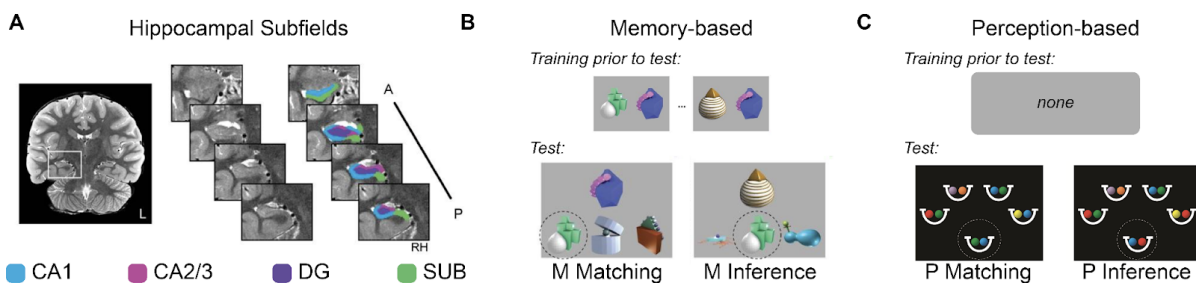 A
Hippocampal Subfields
A
P
L
RH
CA1
CA2/3
DG
SUB
B
Memory-based
Training prior to test:
...
Test:
M Matching
M Inference
C
Perception-based
Training prior to test:
none
Test:
P Matching
P Inference